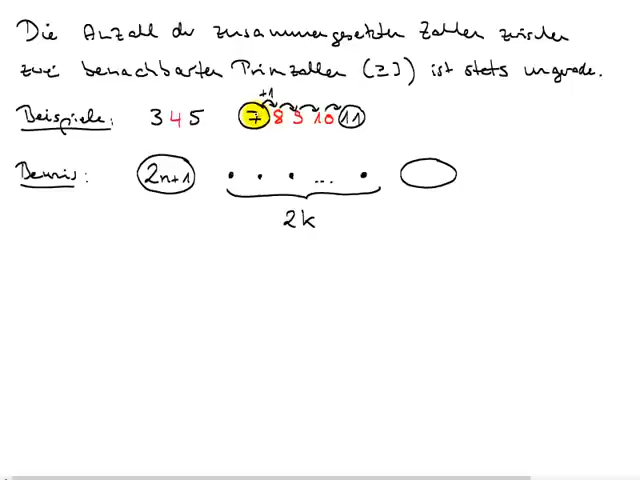 Die Anzahl der zusammengesetzten Zahlen zwischen
zwei benachbarten Primzahlen (≥3) ist stets ungerade.
+1
Beispiele: 3 4 5 7 8 9 10 11
Beweis: 2n+1 . . . ... .
2k